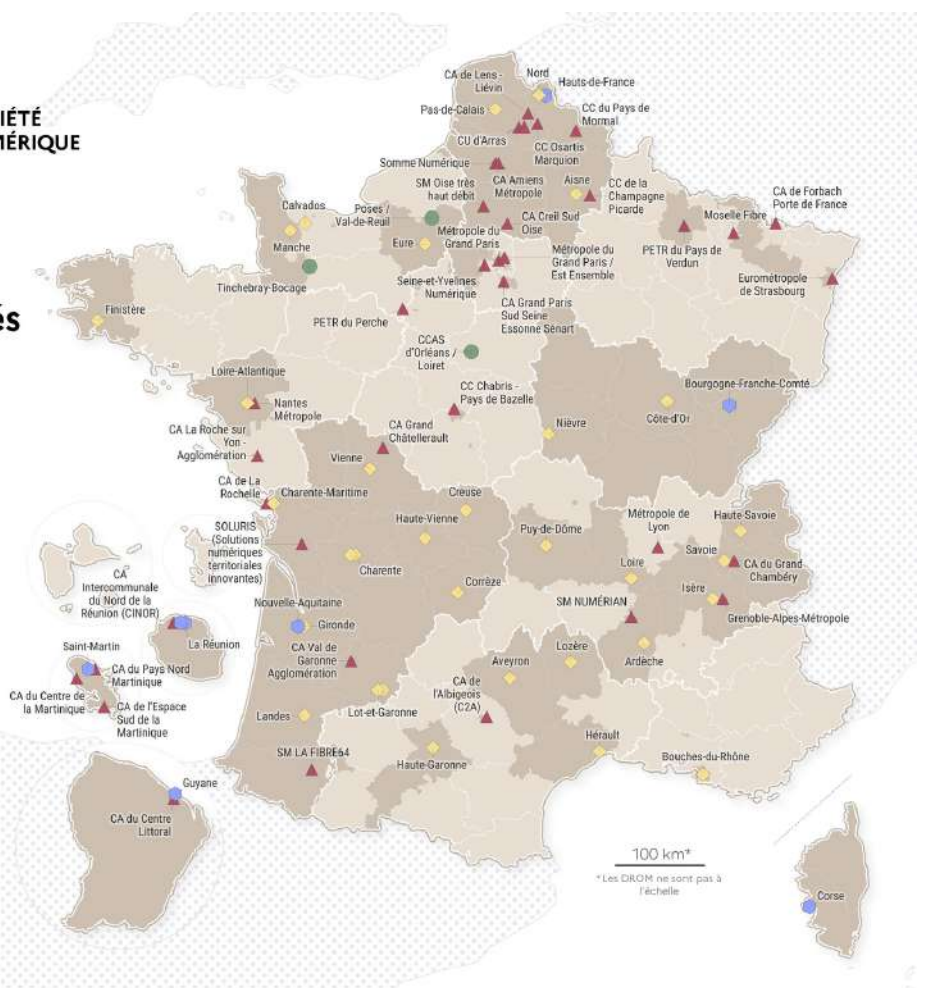 IÉTÉ
MÉRIQUE
és
CA de Lens -
Liévin
Nord
Hauts-de-France
Pas-de-Calais
CC du Pays de
Mormal
CU d'Arras
CC Osartis
Marquion
Somme Numérique
CA Amiens
Métropole
Aisne
SM Oise très
haut débit
CC de la
Champagne
Picarde
CA de Forbach
Porte de France
Calvados
Poses /
Val-de-Reuil
CA Creil Sud
Oise
Moselle Fibre
Manche
Eure
Métropole du
Grand Paris
Métropole du
Grand Paris /
Est Ensemble
PETR du Pays de
Verdun
Eurométropole
de Strasbourg
Tinchebray-Bocage
Seine-et-Yvelines
Numérique
CA Grand Paris
Sud Seine
Essonne Sénart
Finistère
PETR du Perche
CCAS
d'Orléans /
Loiret
Loire-Atlantique
CC Chabris -
Pays de Bazelle
Bourgogne-Franche-Comté
Nantes
Métropole
Côte-d'Or
Nièvre
CA La Roche sur
Yon -
Agglomération
CA Grand
Châtellerault
Vienne
CA de La
Rochelle
Charente-Maritime
Creuse
Haute-Vienne
Métropole de
Lyon
Haute-Savoie
Puy-de-Dôme
SOLURIS
(Solutions
numériques
territoriales
innovantes)
Savoie
Charente
Loire
CA du Grand
Chambéry
CA
Intercommunale
du Nord de la
Réunion (CINOR)
Corrèze
Isère
Nouvelle-Aquitaine
SM NUMÉRIAN
Grenoble-Alpes-Métropole
Gironde
La Réunion
Saint-Martin
CA Val de
Garonne
Agglomération
Lozère
Aveyron
Ardèche
CA du Pays Nord
Martinique
CA de
l'Albigeois
(C2A)
CA du Centre de
la Martinique
CA de l'Espace
Sud de la
Martinique
Landes
Lot-et-Garonne
Hérault
SM LA FIBRE64
Haute-Garonne
Bouches-du-Rhône
Guyane
CA du Centre
Littoral
100 km*
*Les DROM ne sont pas à
l'échelle
Corse